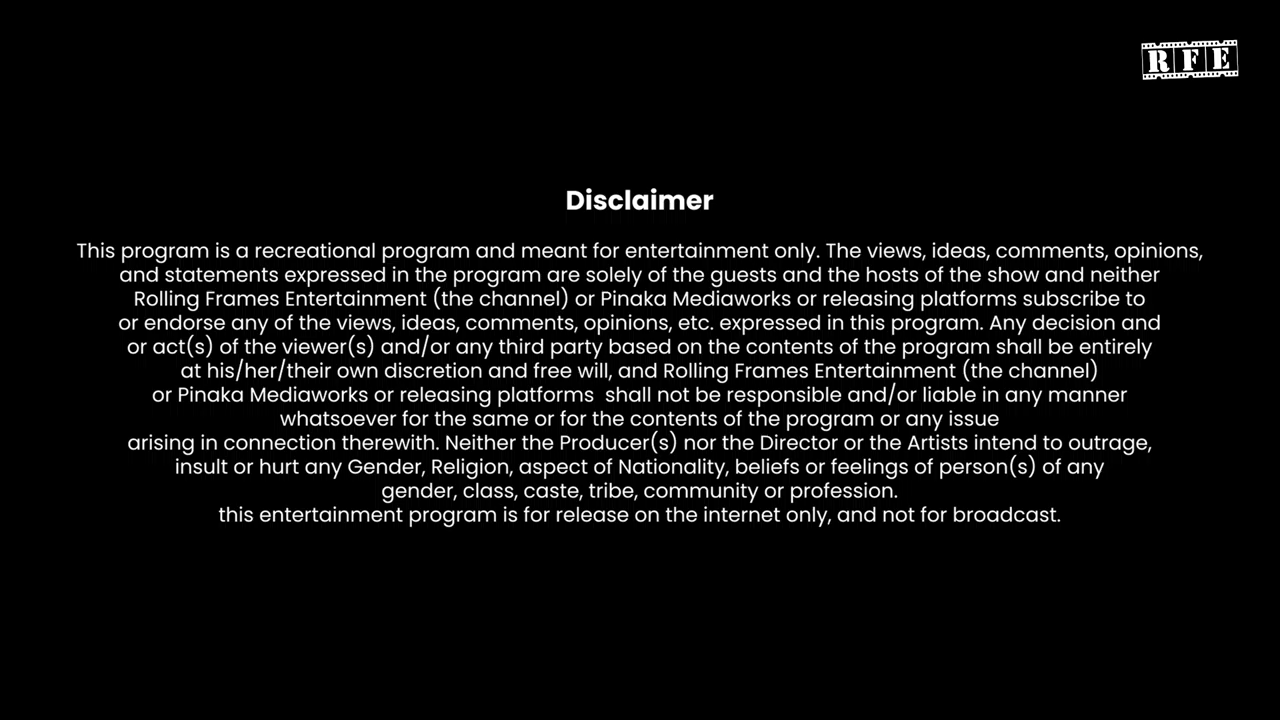 RFE
Disclaimer
This program is a recreational program and meant for entertainment only. The views, ideas, comments, opinions,
and statements expressed in the program are solely of the guests and the hosts of the show and neither
Rolling Frames Entertainment (the channel) or Pinaka Mediaworks or releasing platforms subscribe to
or endorse any of the views, ideas, comments, opinions, etc. expressed in this program. Any decision and
or act(s) of the viewer(s) and/or any third party based on the contents of the program shall be entirely
at his/her/their own discretion and free will, and Rolling Frames Entertainment (the channel)
or Pinaka Mediaworks or releasing platforms  shall not be responsible and/or liable in any manner
whatsoever for the same or for the contents of the program or any issue
arising in connection therewith. Neither the Producer(s) nor the Director or the Artists intend to outrage,
insult or hurt any Gender, Religion, aspect of Nationality, beliefs or feelings of person(s) of any
gender, class, caste, tribe, community or profession.
this entertainment program is for release on the internet only, and not for broadcast.